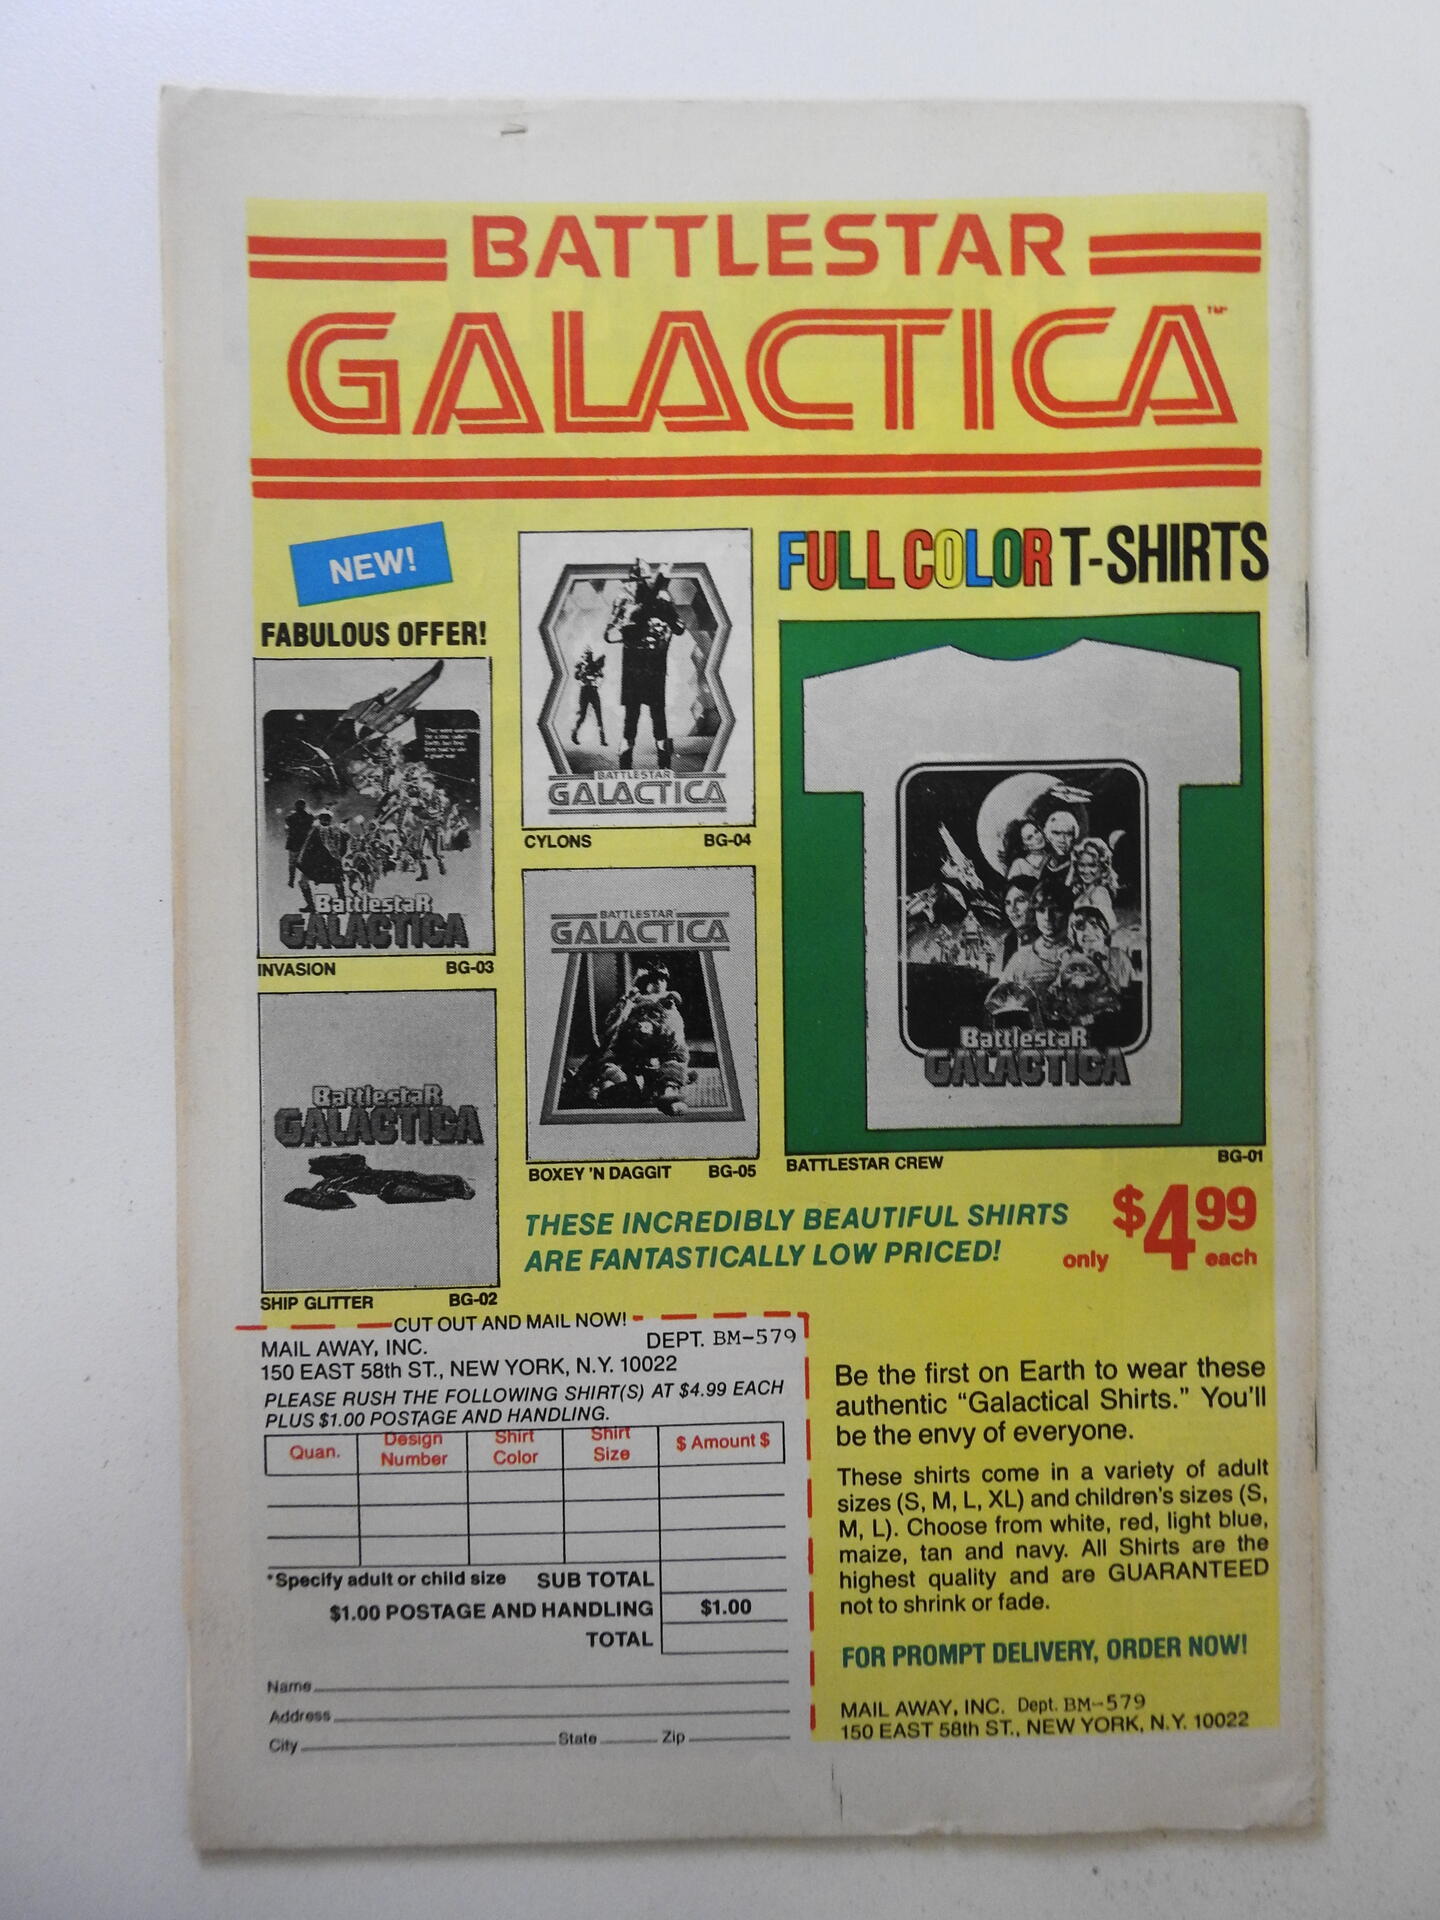 BATTLESTAR
GALACTICA™
NEW!
FABULOUS OFFER!
BattlestaR
GALACTICA
INVASION BG-03
BattlestaR
GALACTICA
SHIP GLITTER BG-02
BATTLESTAR
GALACTICA
CYLONS BG-04
BATTLESTAR
GALACTICA
BOXEY 'N DAGGIT BG-05
FULL COLOR T-SHIRTS
BattlestaR
GALACTICA
BATTLESTAR CREW BG-01
THESE INCREDIBLY BEAUTIFUL SHIRTS
ARE FANTASTICALLY LOW PRICED!
only $4.99 each
CUT OUT AND MAIL NOW!
MAIL AWAY, INC. DEPT. BM-579
150 EAST 58th ST., NEW YORK, N.Y. 10022
PLEASE RUSH THE FOLLOWING SHIRT(S) AT $4.99 EACH
PLUS $1.00 POSTAGE AND HANDLING.
Quan. Design Number Shirt Color Shirt Size $ Amount $
*Specify adult or child size SUB TOTAL
$1.00 POSTAGE AND HANDLING $1.00
TOTAL
Name
Address
City State Zip
Be the first on Earth to wear these
authentic “Galactical Shirts.” You'll
be the envy of everyone.
These shirts come in a variety of adult
sizes (S, M, L, XL) and children's sizes (S,
M, L). Choose from white, red, light blue,
maize, tan and navy. All Shirts are the
highest quality and are GUARANTEED
not to shrink or fade.
FOR PROMPT DELIVERY, ORDER NOW!
MAIL AWAY, INC. Dept. BM-579
150 EAST 58th ST., NEW YORK, N.Y. 10022